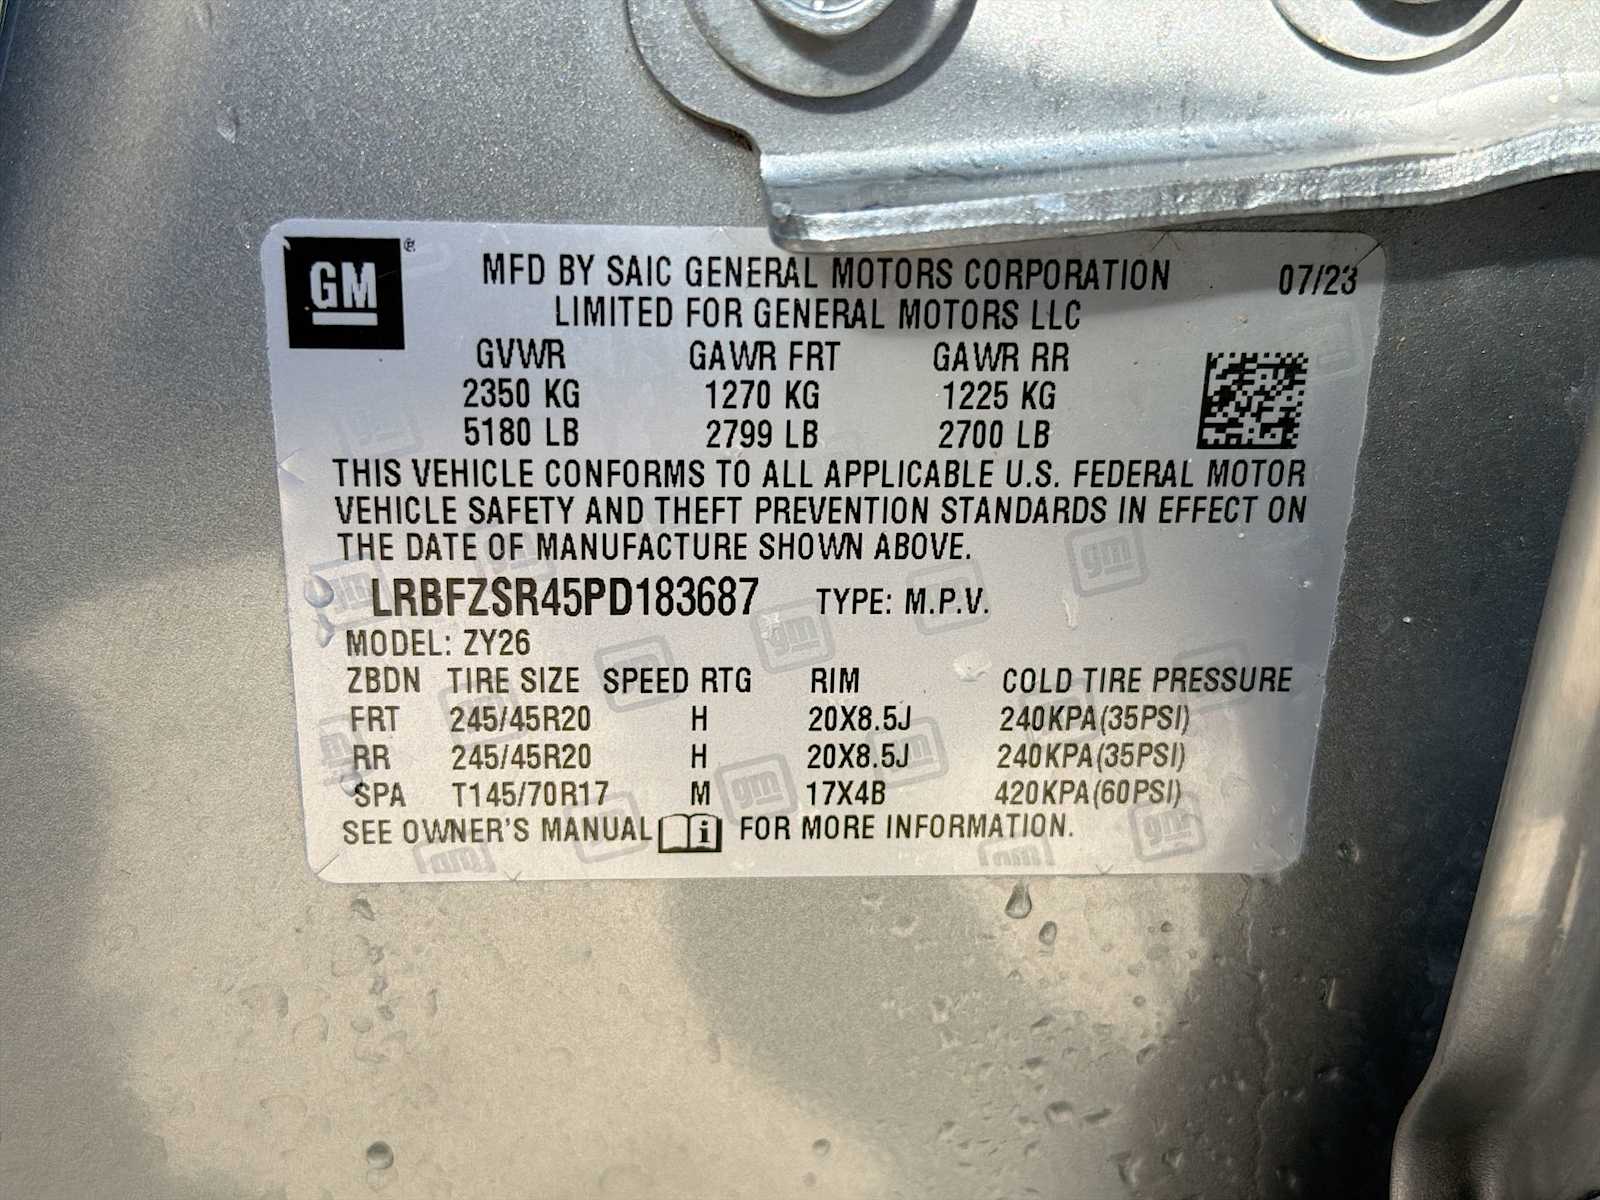 GM®
MFD BY SAIC GENERAL MOTORS CORPORATION 07/23
LIMITED FOR GENERAL MOTORS LLC
GVWR GAWR FRT GAWR RR
2350 KG 1270 KG 1225 KG
5180 LB 2799 LB 2700 LB
THIS VEHICLE CONFORMS TO ALL APPLICABLE U.S. FEDERAL MOTOR
VEHICLE SAFETY AND THEFT PREVENTION STANDARDS IN EFFECT ON
THE DATE OF MANUFACTURE SHOWN ABOVE.
LRBFZSR45PD183687 TYPE: M.P.V.
MODEL: ZY26
ZBDN TIRE SIZE SPEED RTG RIM COLD TIRE PRESSURE
FRT 245/45R20 H 20X8.5J 240KPA(35PSI)
RR 245/45R20 H 20X8.5J 240KPA(35PSI)
SPA T145/70R17 M 17X4B 420KPA(60PSI)
SEE OWNER'S MANUAL i FOR MORE INFORMATION.